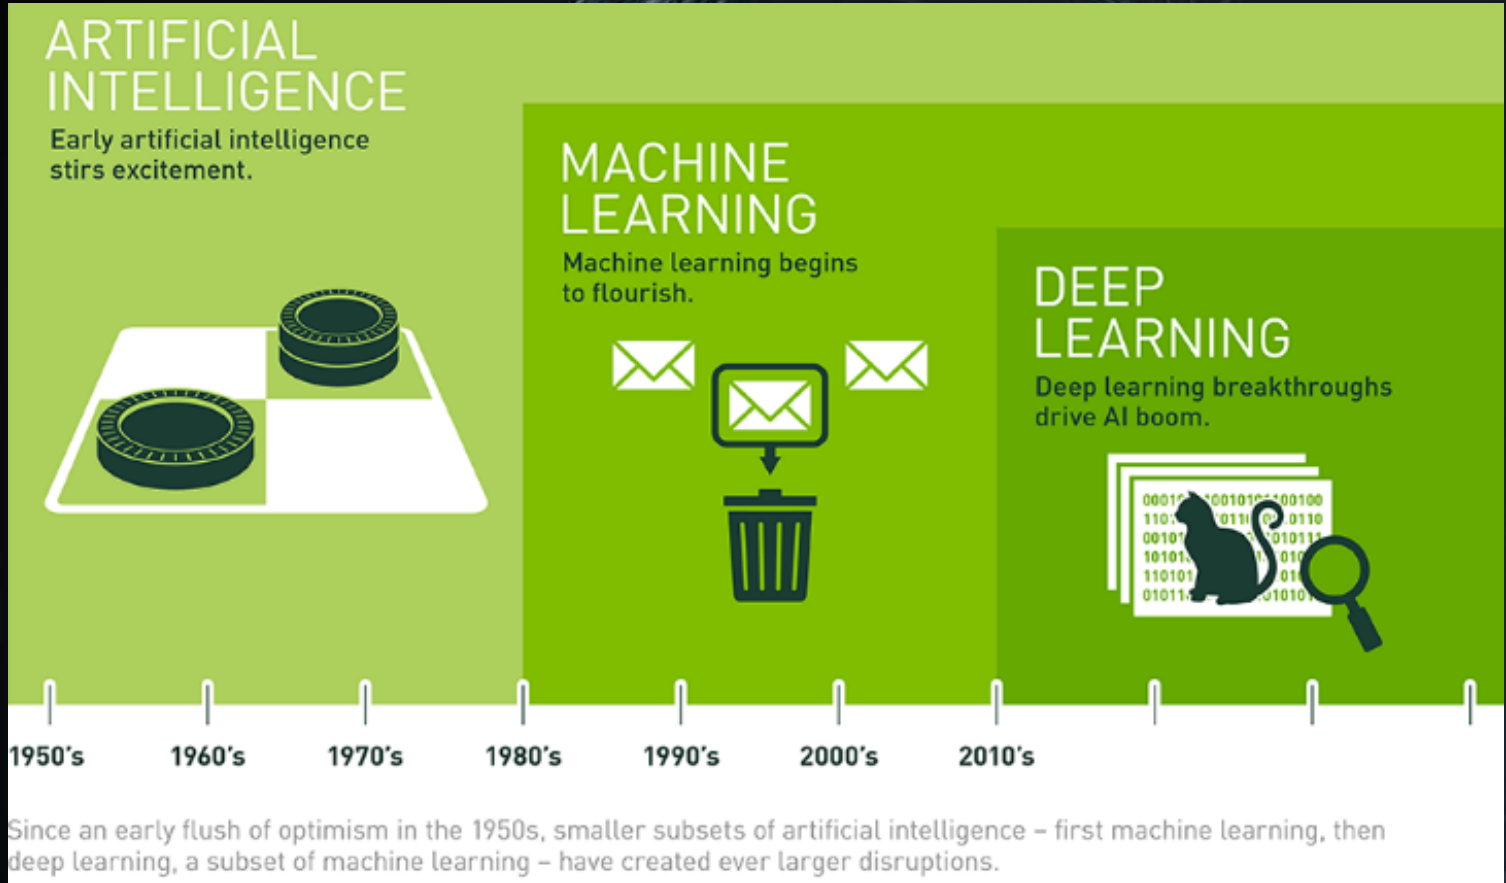 ARTIFICIAL
INTELLIGENCE
Early artificial intelligence
stirs excitement.
MACHINE
LEARNING
Machine learning begins
to flourish.
DEEP
LEARNING
Deep learning breakthroughs
drive AI boom.
1950's 1960's 1970's 1980's 1990's 2000's 2010's
Since an early flush of optimism in the 1950s, smaller subsets of artificial intelligence – first machine learning, then
deep learning, a subset of machine learning – have created ever larger disruptions.